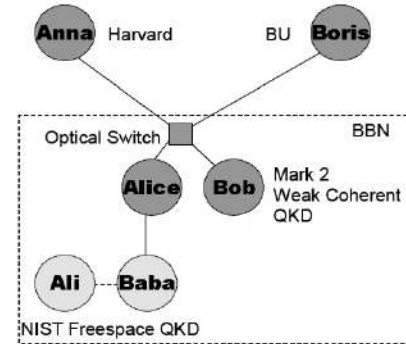 Anna Harvard BU Boris
Optical Switch BBN
Alice Bob Mark 2
Weak Coherent
QKD
Ali Baba
NIST Freespace QKD